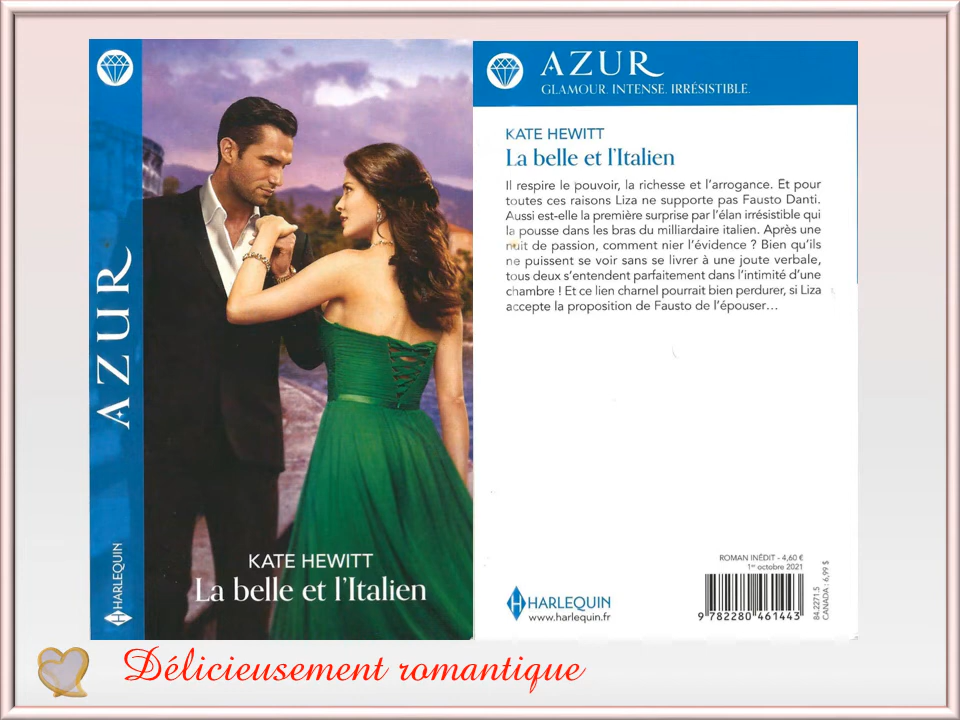 AZUR
HARLEQUIN
KATE HEWITT
La belle et l'Italien
AZUR
GLAMOUR. INTENSE. IRRÉSISTIBLE.
KATE HEWITT
La belle et l'Italien
Il respire le pouvoir, la richesse et l'arrogance. Et pour
toutes ces raisons Liza ne supporte pas Fausto Danti.
Aussi est-elle la première surprise par l'élan irrésistible qui
la pousse dans les bras du milliardaire italien. Après une
nuit de passion, comment nier l'évidence ? Bien qu'ils
ne puissent se voir sans se livrer à une joute verbale,
tous deux s'entendent parfaitement dans l'intimité d'une
chambre ! Et ce lien charnel pourrait bien perdurer, si Liza
accepte la proposition de Fausto de l'épouser…
ROMAN INÉDIT - 4,60 €
1er octobre 2021
HARLEQUIN
www.harlequin.fr
9 782280 461443
84.2271.5
CANADA : 6,99 $
Délicieusement romantique